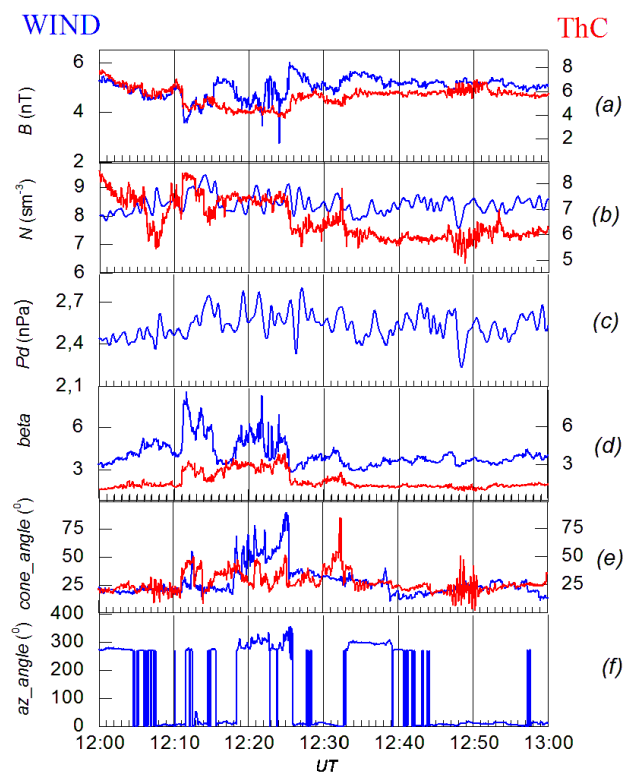 WIND ThC
B (nT) 6 4 2 8 6 4 2 (a)
N (sm⁻³) 9 8 7 6 8 7 6 5 (b)
Pd (nPa) 2,7 2,4 2,1 (c)
beta 6 3 6 3 (d)
cone_angle (⁰) 75 50 25 75 50 25 (e)
az_angle (⁰) 400 300 200 100 0 (f)
12:00 12:10 12:20 12:30 12:40 12:50 13:00
UT